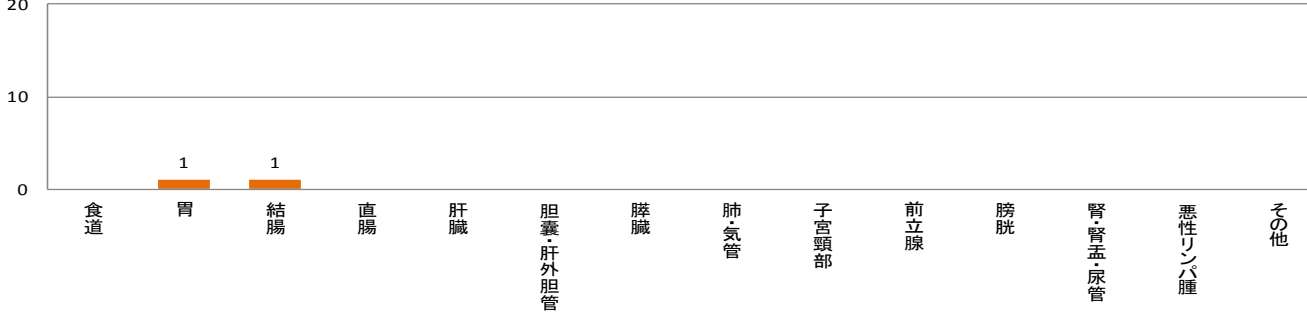 20
10
0
1
1
食道
胃
結腸
直腸
肝臓
胆嚢・肝外胆管
膵臓
肺・気管
子宮頸部
前立腺
膀胱
腎・腎盂・尿管
悪性リンパ腫
その他